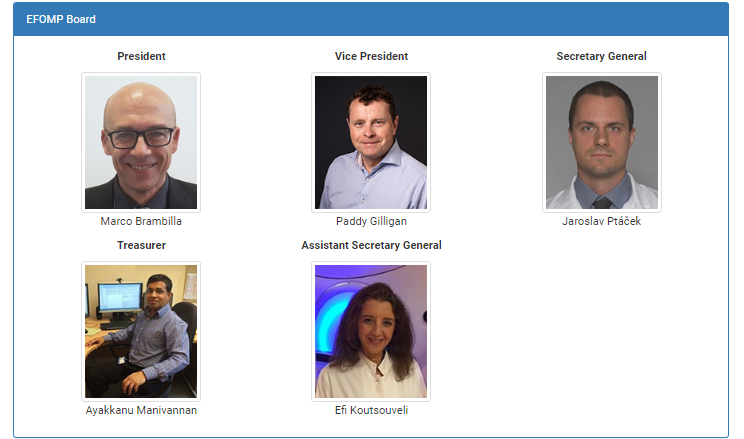 EFOMP Board
President
Vice President
Secretary General
Marco Brambilla
Paddy Gilligan
Jaroslav Ptáček
Treasurer
Assistant Secretary General
Ayakkanu Manivannan
Efi Koutsouveli